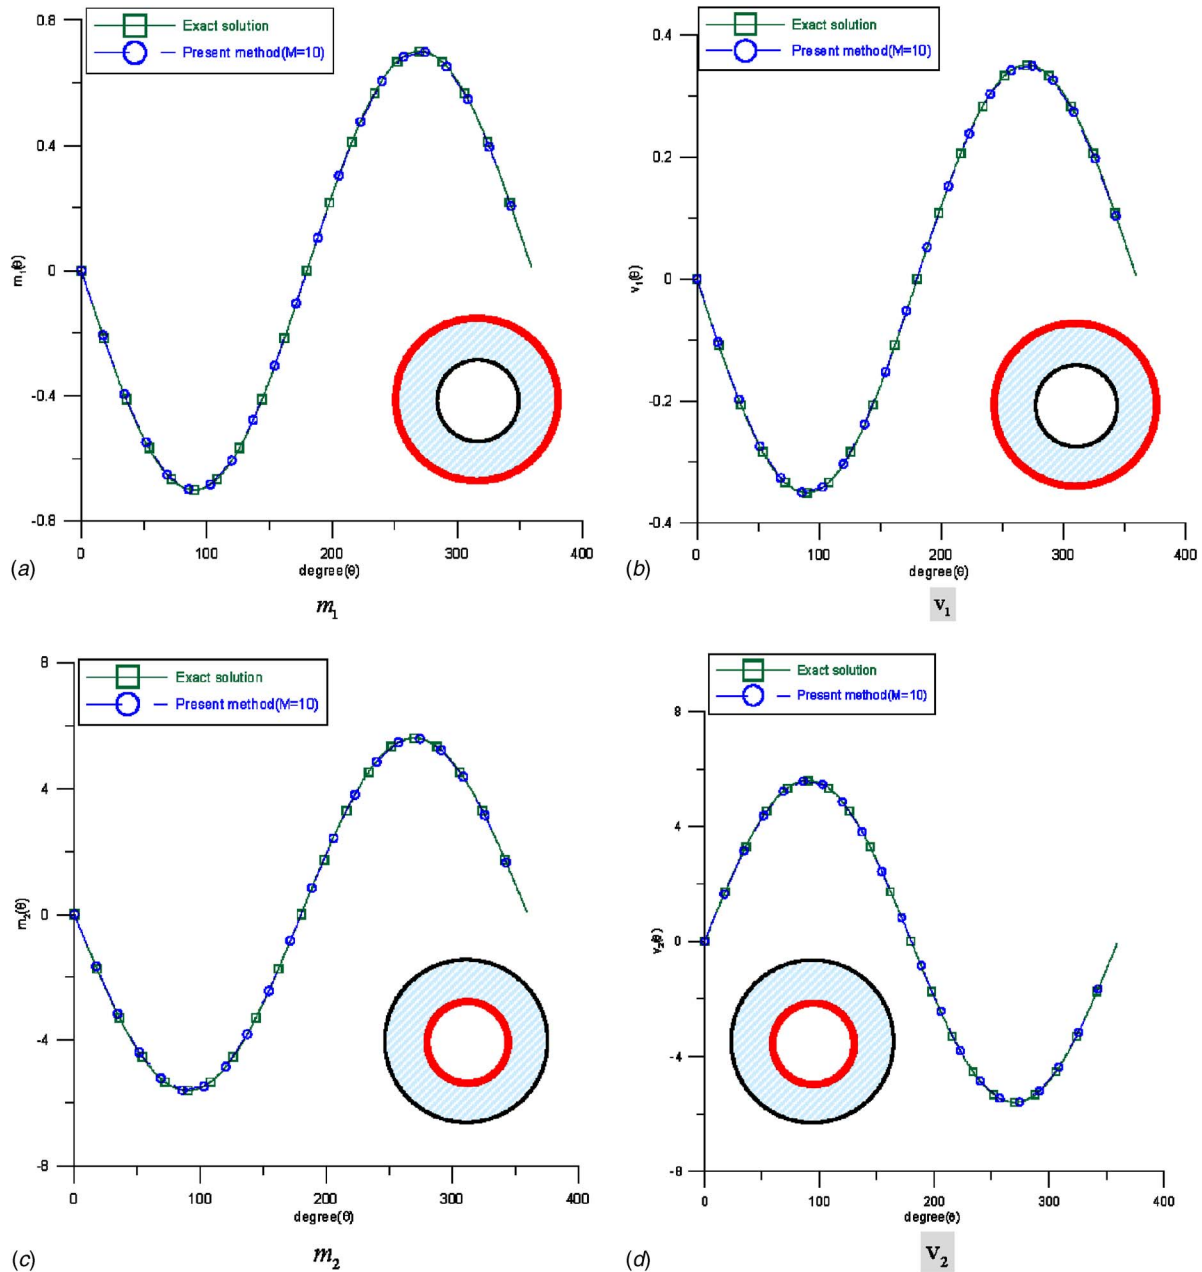 Exact solution
Present method(M=10)
0.8
0.4
0
-0.4
-0.8
m₁(θ)
0 100 200 300 400
degree(θ)
(a)
m₁
Exact solution
Present method(M=10)
0.4
0.2
0
-0.2
-0.4
v₁(θ)
0 100 200 300 400
degree(θ)
(b)
v₁
Exact solution
Present method(M=10)
8
4
0
-4
-8
m₂(θ)
0 100 200 300 400
degree(θ)
(c)
m₂
Exact solution
Present method(M=10)
8
4
0
-4
-8
v₂(θ)
0 100 200 300 400
degree(θ)
(d)
v₂